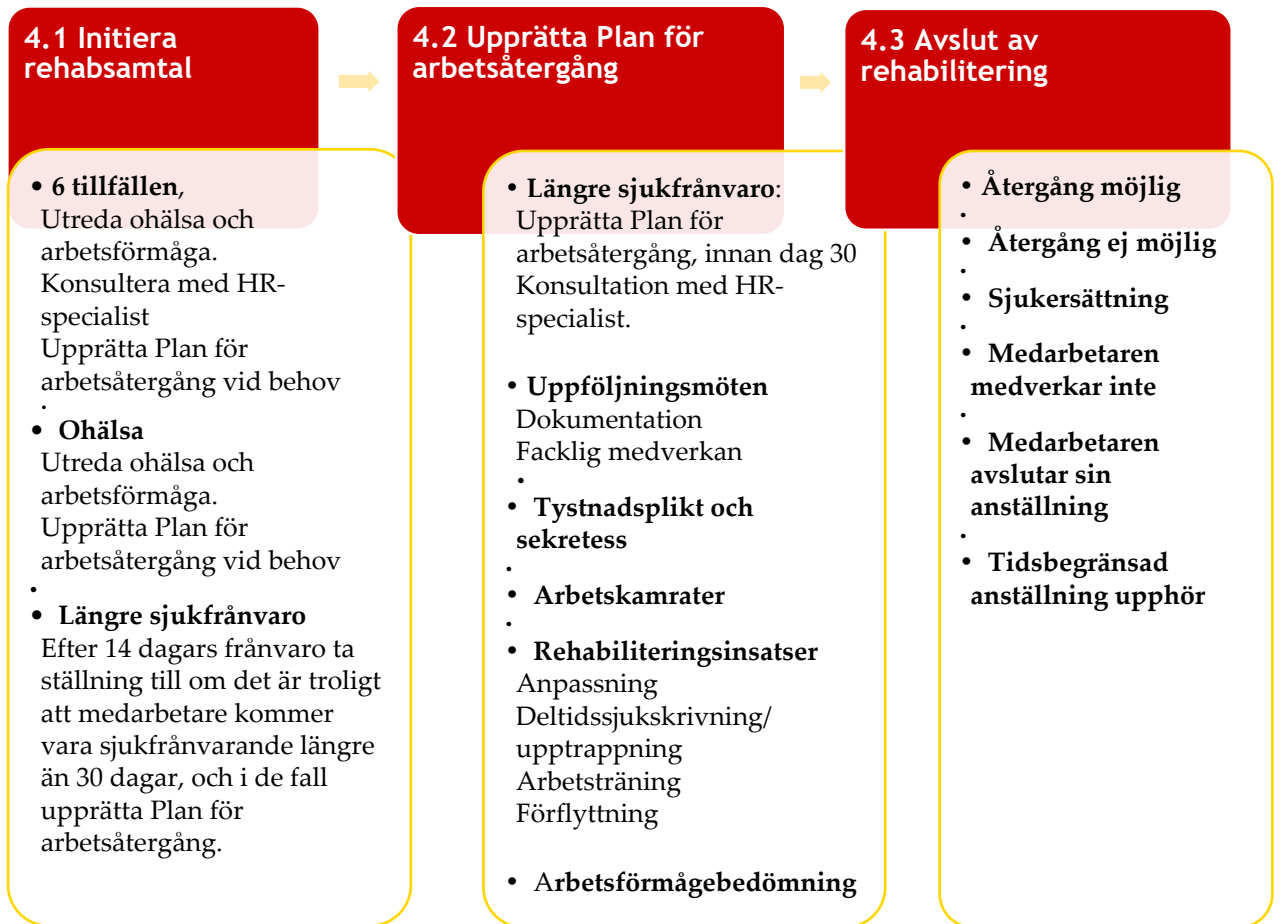 4.1 Initiera
rehabsamtal
• 6 tillfällen,
Utreda ohälsa och
arbetsförmåga.
Konsultera med HR-
specialist
Upprätta Plan för
arbetsåtergång vid behov
•
• Ohälsa
Utreda ohälsa och
arbetsförmåga.
Upprätta Plan för
arbetsåtergång vid behov
•
• Längre sjukfrånvaro
Efter 14 dagars frånvaro ta
ställning till om det är troligt
att medarbetare kommer
vara sjukfrånvarande längre
än 30 dagar, och i de fall
upprätta Plan för
arbetsåtergång.
4.2 Upprätta Plan för
arbetsåtergång
• Längre sjukfrånvaro:
Upprätta Plan för
arbetsåtergång, innan dag 30
Konsultation med HR-
specialist.
• Uppföljningsmöten
Dokumentation
Facklig medverkan
•
• Tystnadsplikt och
sekretess
•
• Arbetskamrater
•
• Rehabiliteringsinsatser
Anpassning
Deltidssjukskrivning/
upptrappning
Arbetsträning
Förflyttning
• Arbetsförmågebedömning
4.3 Avslut av
rehabilitering
• Återgång möjlig
•
• Återgång ej möjlig
•
• Sjukersättning
•
• Medarbetaren
medverkar inte
•
• Medarbetaren
avslutar sin
anställning
•
• Tidsbegränsad
anställning upphör